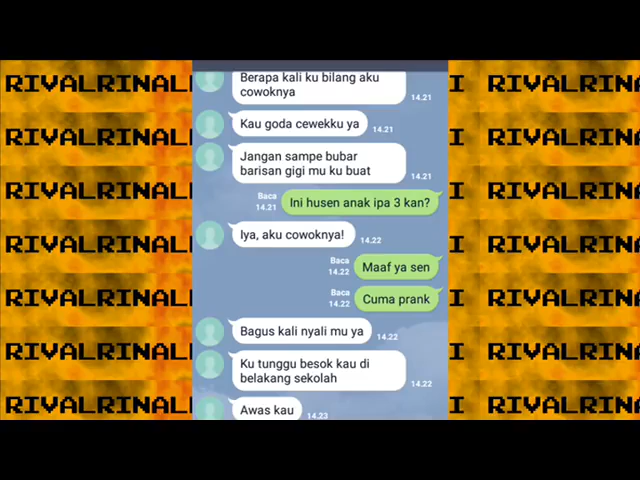 Berapa kali ku bilang aku
cowoknya
14.21
Kau goda cewekku ya
14.21
Jangan sampe bubar
barisan gigi mu ku buat
14.21
Baca
14.21
Ini husen anak ipa 3 kan?
Iya, aku cowoknya!
14.22
Baca
14.22
Maaf ya sen
Baca
14.22
Cuma prank
Bagus kali nyali mu ya
14.22
Ku tunggu besok kau di
belakang sekolah
14.22
Awas kau
14.23
RIVALRINALI
RIVALRINALI
RIVALRINALI
RIVALRINALI
RIVALRINALI
RIVALRINALI
RIVALRINALI
I RIVALRINA
I RIVALRINA
I RIVALRINA
I RIVALRINA
I RIVALRINA
I RIVALRINA
I RIVALRINA